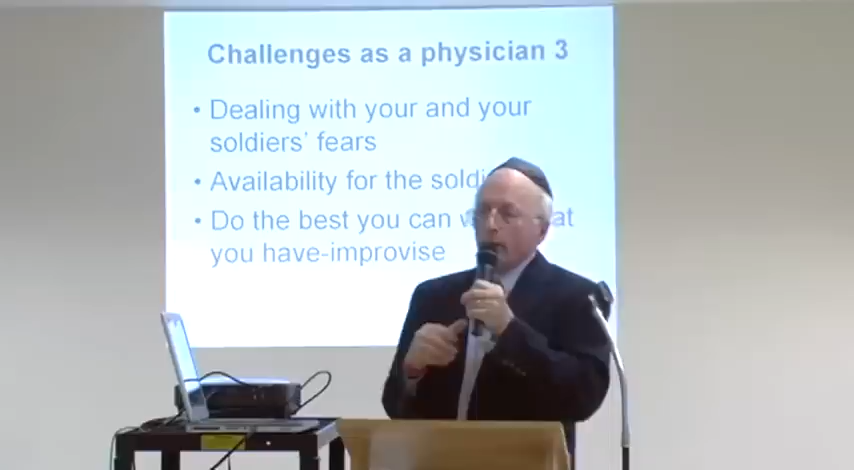 Challenges as a physician 3
• Dealing with your and your
soldiers' fears
• Availability for the
• Do the best you can
you have-improvise